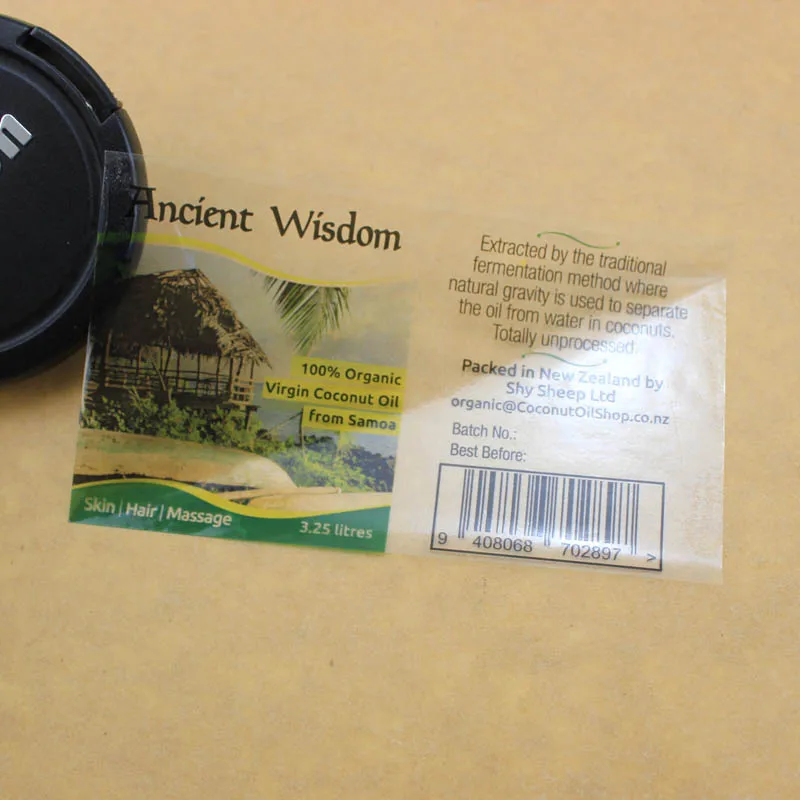 Ancient Wisdom
100% Organic
Virgin Coconut Oil
from Samoa
Skin | Hair | Massage
3.25 litres
Extracted by the traditional
fermentation method where
natural gravity is used to separate
the oil from water in coconuts.
Totally unprocessed.
Packed in New Zealand by
Shy Sheep Ltd
organic@CoconutOilShop.co.nz
Batch No.:
Best Before:
9 408068 702897 >